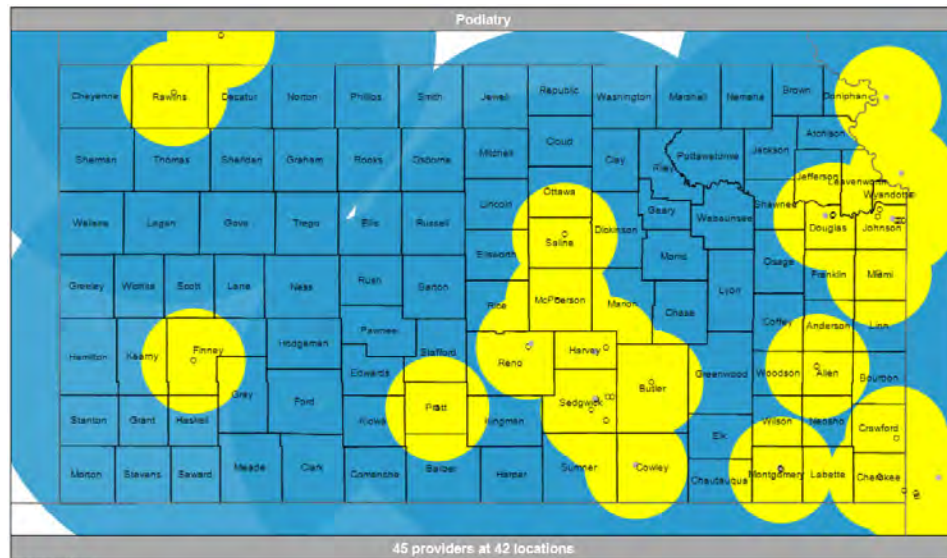 Podiatry
Cheyenne Rawlins Decatur Norton Phillips Smith Jewell Republic Washington Marshall Nemaha Brown Doniphan
Sherman Thomas Sheridan Graham Rooks Osborne Mitchell Cloud Clay Riley Pottawatomie Jackson Atchison
Jefferson Leavenworth Wyandotte
Wallace Logan Gove Trego Ellis Russell Lincoln Ottawa Saline Dickinson Geary Wabaunsee Shawnee Douglas Johnson
Greeley Wichita Scott Lane Ness Rush Barton Ellsworth Rice McPherson Marion Morris Chase Lyon Osage Franklin Miami
Hamilton Kearny Finney Hodgeman Pawnee Stafford Reno Harvey Coffey Anderson Linn
Stanton Grant Haskell Gray Ford Edwards Kiowa Pratt Kingman Sedgwick Butler Greenwood Woodson Allen Bourbon
Morton Stevens Seward Meade Clark Comanche Barber Harper Sumner Cowley Elk Chautauqua Wilson Montgomery Neosho Labette Crawford Cherokee
45 providers at 42 locations